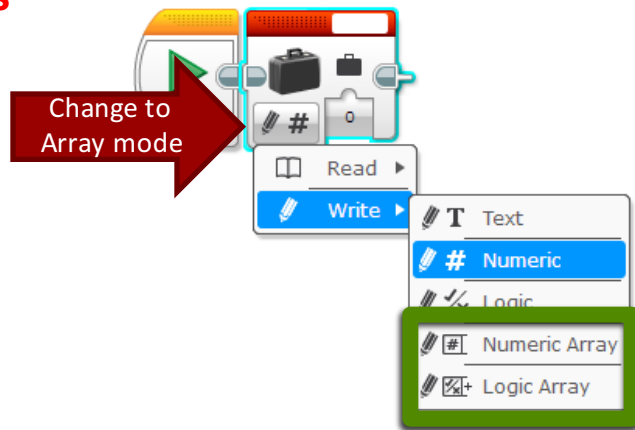 s
Change to
Array mode
#
0
Read
Write
T Text
# Numeric
Logic
# Numeric Array
Logic Array